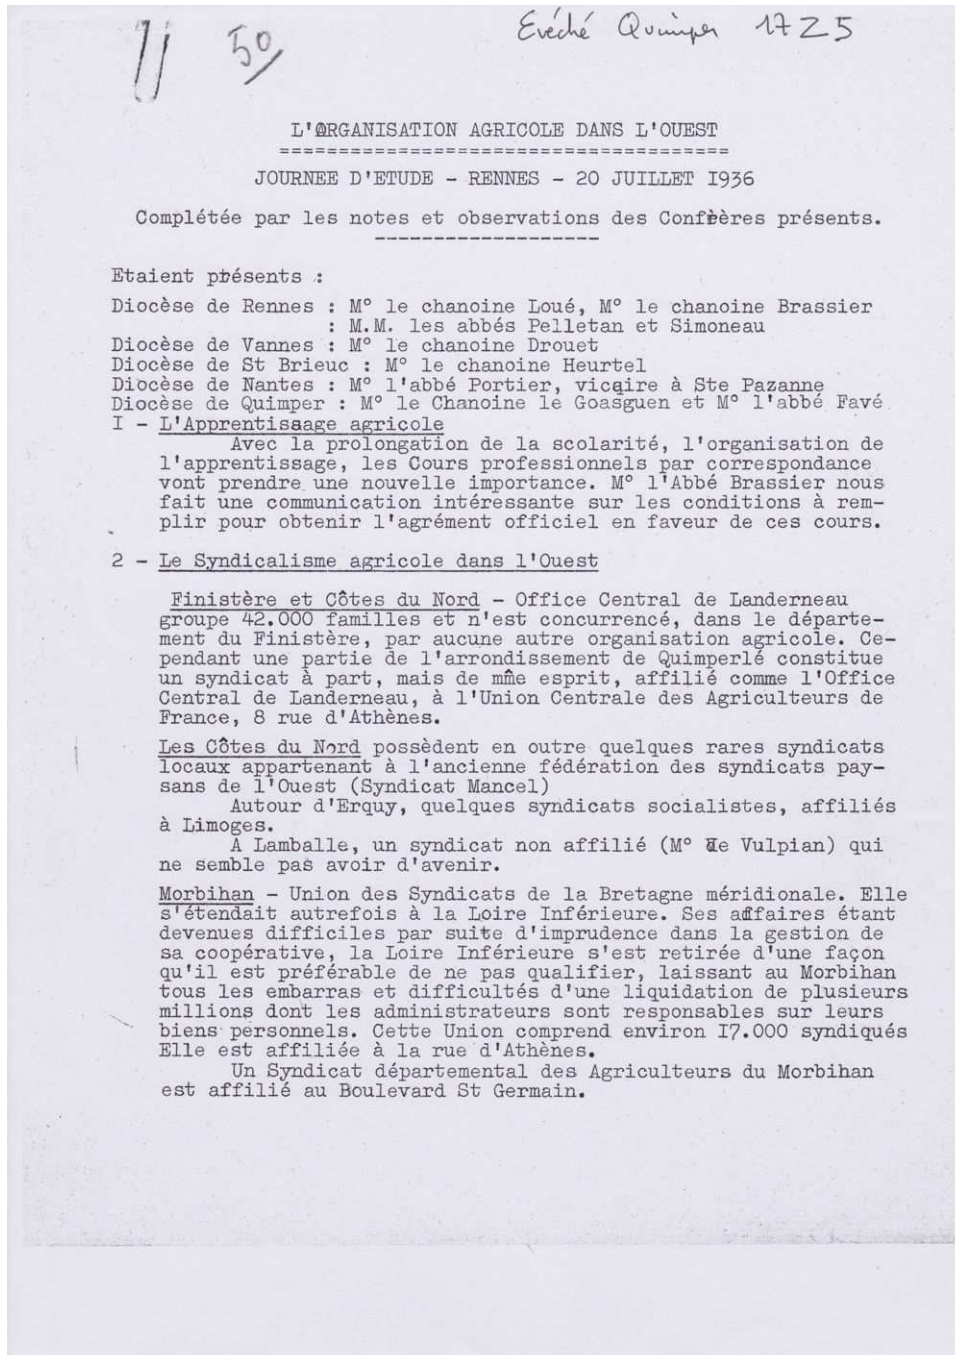 Evêché Quimper 1725
50
L'ORGANISATION AGRICOLE DANS L'OUEST
======================================
JOURNEE D'ETUDE - RENNES - 20 JUILLET I936
Complétée par les notes et observations des Confrères présents.
-------------------
Etaient présents :
Diocèse de Rennes : M° le chanoine Loué, M° le chanoine Brassier
: M.M. les abbés Pelletan et Simoneau
Diocèse de Vannes : M° le chanoine Drouet
Diocèse de St Brieuc : M° le chanoine Heurtel
Diocèse de Nantes : M° l'abbé Portier, vicaire à Ste Pazanne
Diocèse de Quimper : M° le Chanoine le Goasguen et M° l'abbé Favé
I - L'Apprentissage agricole
Avec la prolongation de la scolarité, l'organisation de
l'apprentissage, les Cours professionnels par correspondance
vont prendre une nouvelle importance. M° l'Abbé Brassier nous
fait une communication intéressante sur les conditions à rem-
plir pour obtenir l'agrément officiel en faveur de ces cours.
2 - Le Syndicalisme agricole dans l'Ouest
Finistère et Côtes du Nord - Office Central de Landerneau
groupe 42.000 familles et n'est concurrencé, dans le départe-
ment du Finistère, par aucune autre organisation agricole. Ce-
pendant une partie de l'arrondissement de Quimperlé constitue
un syndicat à part, mais de mme esprit, affilié comme l'Office
Central de Landerneau, à l'Union Centrale des Agriculteurs de
France, 8 rue d'Athènes.
Les Côtes du Nord possèdent en outre quelques rares syndicats
locaux appartenant à l'ancienne fédération des syndicats pay-
sans de l'Ouest (Syndicat Mancel)
Autour d'Erquy, quelques syndicats socialistes, affiliés
à Limoges.
A Lamballe, un syndicat non affilié (M° de Vulpian) qui
ne semble pas avoir d'avenir.
Morbihan - Union des Syndicats de la Bretagne méridionale. Elle
s'étendait autrefois à la Loire Inférieure. Ses affaires étant
devenues difficiles par suite d'imprudence dans la gestion de
sa coopérative, la Loire Inférieure s'est retirée d'une façon
qu'il est préférable de ne pas qualifier, laissant au Morbihan
tous les embarras et difficultés d'une liquidation de plusieurs
millions dont les administrateurs sont responsables sur leurs
biens personnels. Cette Union comprend environ I7.000 syndiqués
Elle est affiliée à la rue d'Athènes.
Un Syndicat départemental des Agriculteurs du Morbihan
est affilié au Boulevard St Germain.